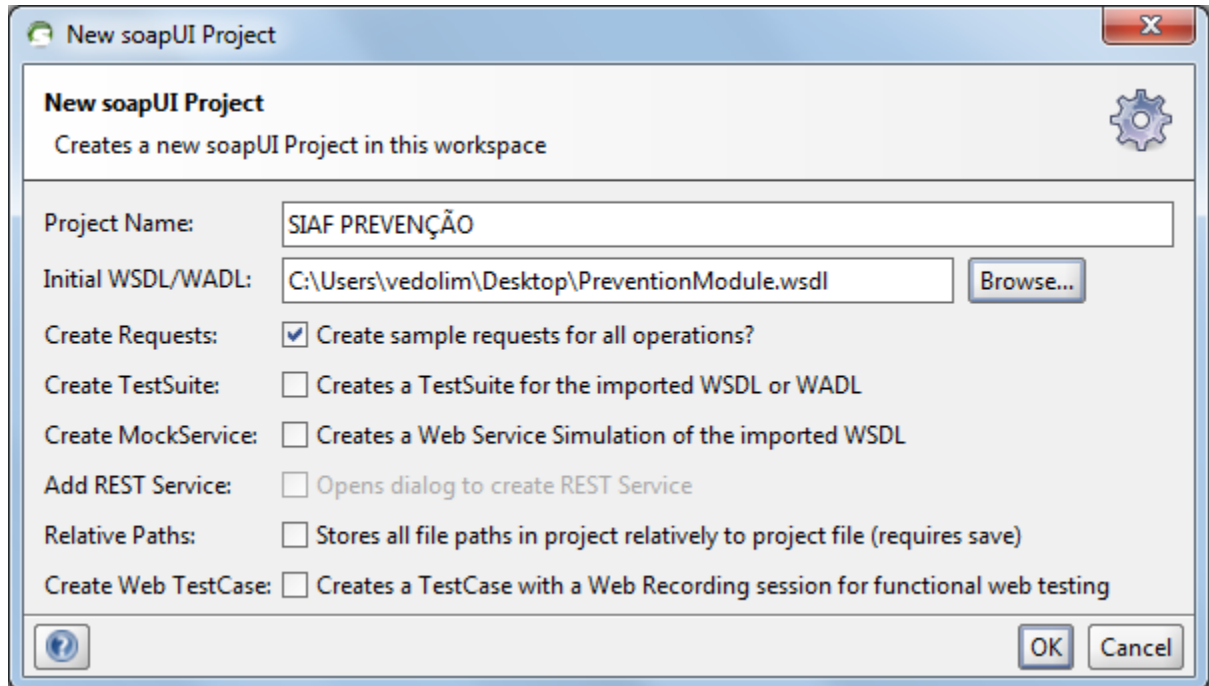 New soapUI Project
New soapUI Project
Creates a new soapUI Project in this workspace
Project Name: SIAF PREVENÇÃO
Initial WSDL/WADL: C:\Users\vedolim\Desktop\PreventionModule.wsdl Browse...
Create Requests: Create sample requests for all operations?
Create TestSuite: Creates a TestSuite for the imported WSDL or WADL
Create MockService: Creates a Web Service Simulation of the imported WSDL
Add REST Service: Opens dialog to create REST Service
Relative Paths: Stores all file paths in project relatively to project file (requires save)
Create Web TestCase: Creates a TestCase with a Web Recording session for functional web testing
OK Cancel